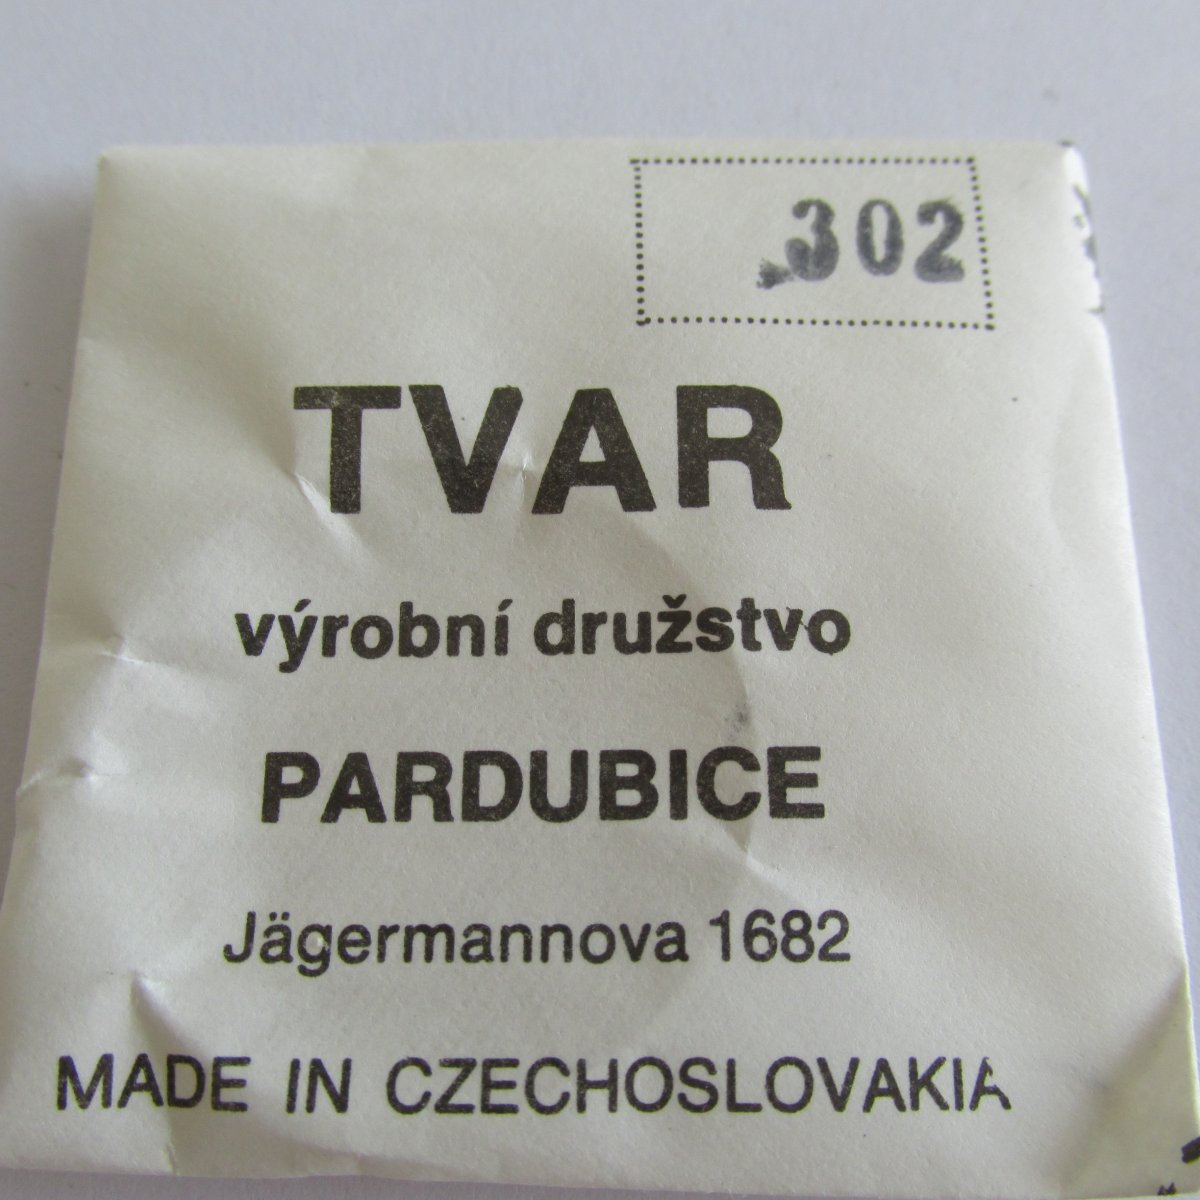 302
TVAR
výrobní družstvo
PARDUBICE
Jägermannova 1682
MADE IN CZECHOSLOVAKIA